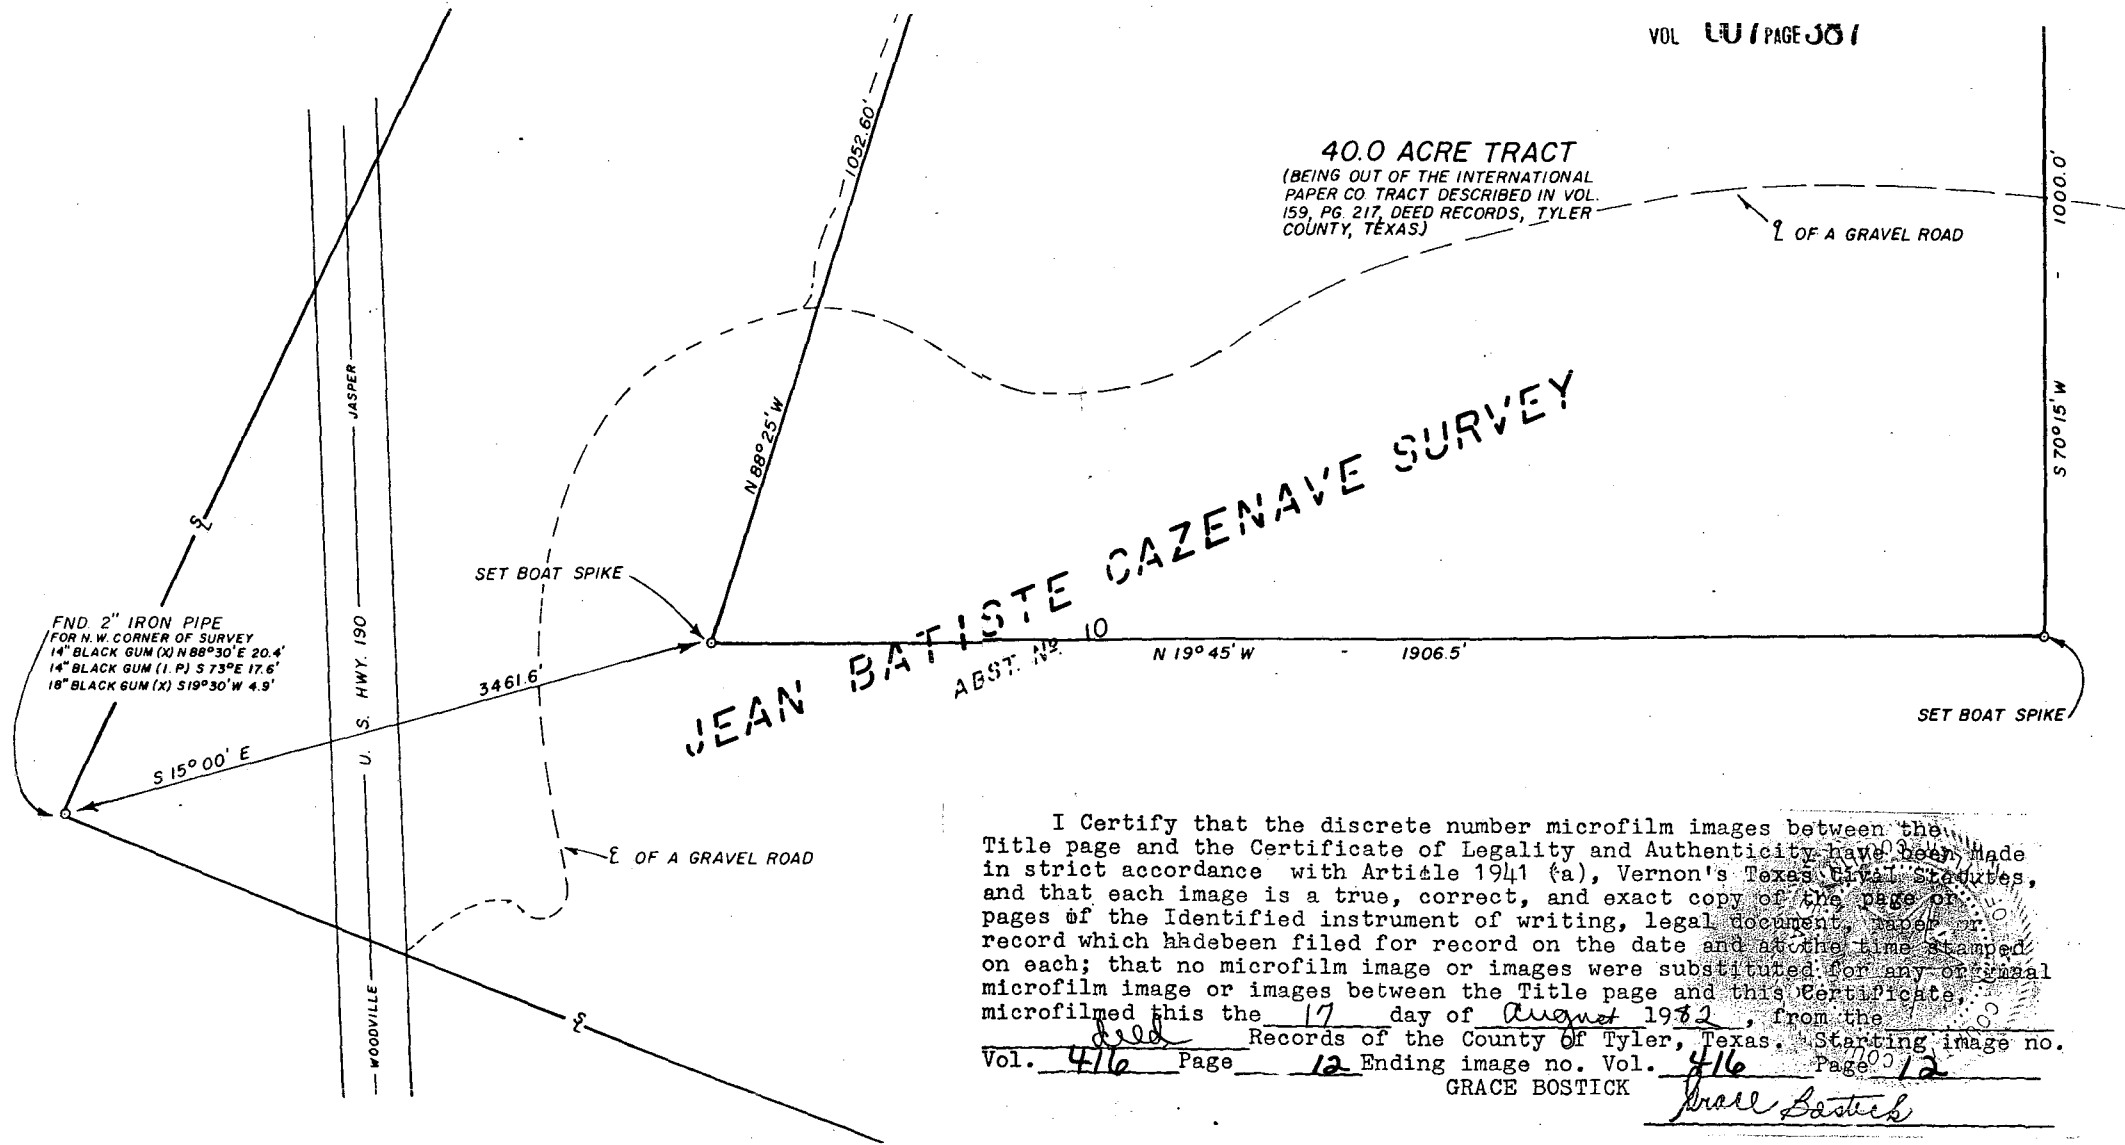 VOL PAGE
1052.60'
40.0 ACRE TRACT
(BEING OUT OF THE INTERNATIONAL
PAPER CO. TRACT DESCRIBED IN VOL.
159, PG. 217, DEED RECORDS, TYLER
COUNTY, TEXAS.)
℄ OF A GRAVEL ROAD
S 70° 15' W - 1000.0'
JASPER
N 88° 25' W
JEAN BATISTE CAZENAVE SURVEY
ABST. Nº 10
SET BOAT SPIKE
FND. 2" IRON PIPE
FOR N.W. CORNER OF SURVEY
14" BLACK GUM (X) N 88°30'E 20.4'
14" BLACK GUM (I.P.) S 73°E 17.6'
18" BLACK GUM (X) S19°30'W 4.9'
U. S. HWY. 190
3461.6'
S 15° 00' E
N 19° 45' W - 1906.5'
SET BOAT SPIKE
℄ OF A GRAVEL ROAD
WOODVILLE
I Certify that the discrete number microfilm images between the
Title page and the Certificate of Legality and Authenticity have been Made
in strict accordance with Article 1941 (a), Vernon's Texas Civil Statutes,
and that each image is a true, correct, and exact copy of the page or
pages of the Identified instrument of writing, legal document, paper or
record which hhdebeen filed for record on the date and at the time stamped
on each; that no microfilm image or images were substituted for any original
microfilm image or images between the Title page and this Certificate,
microfilmed this the 17 day of August 1982, from the
deed Records of the County of Tyler, Texas. Starting image no.
Vol. 416 Page 12 Ending image no. Vol. 416 Page 12
GRACE BOSTICK
Grace Bostick